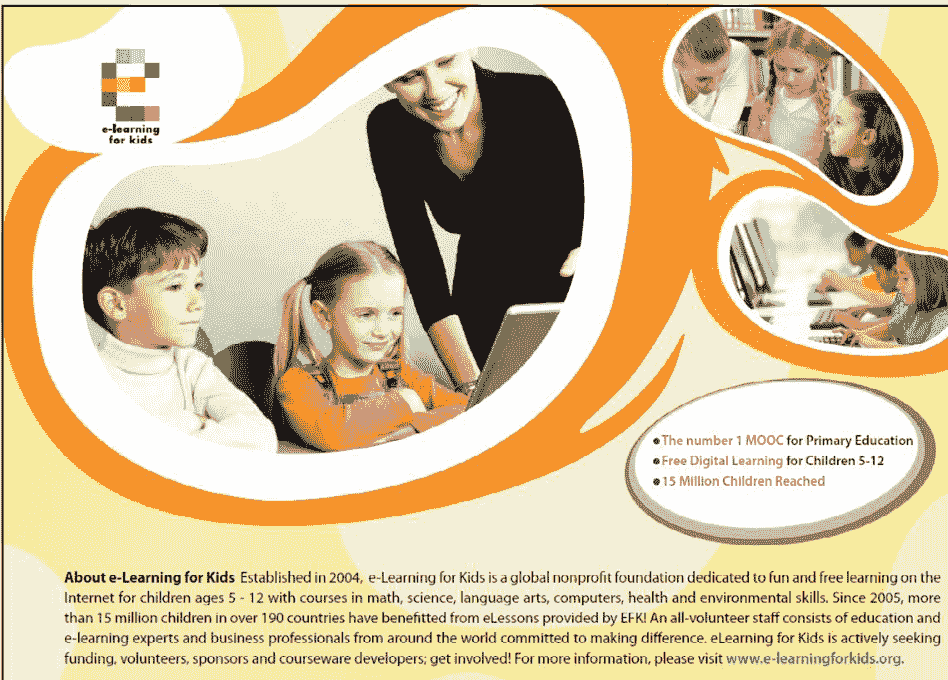 e-learning
for kids
The number 1 MOOC for Primary Education
Free Digital Learning for Children 5-12
15 Million Children Reached
About e-Learning for Kids Established in 2004, e-Learning for Kids is a global nonprofit foundation dedicated to fun and free learning on the
Internet for children ages 5 - 12 with courses in math, science, language arts, computers, health and environmental skills. Since 2005, more
than 15 million children in over 190 countries have benefitted from eLessons provided by EFK! An all-volunteer staff consists of education and
e-learning experts and business professionals from around the world committed to making difference. eLearning for Kids is actively seeking
funding, volunteers, sponsors and courseware developers; get involved! For more information, please visit www.e-learningforkids.org.